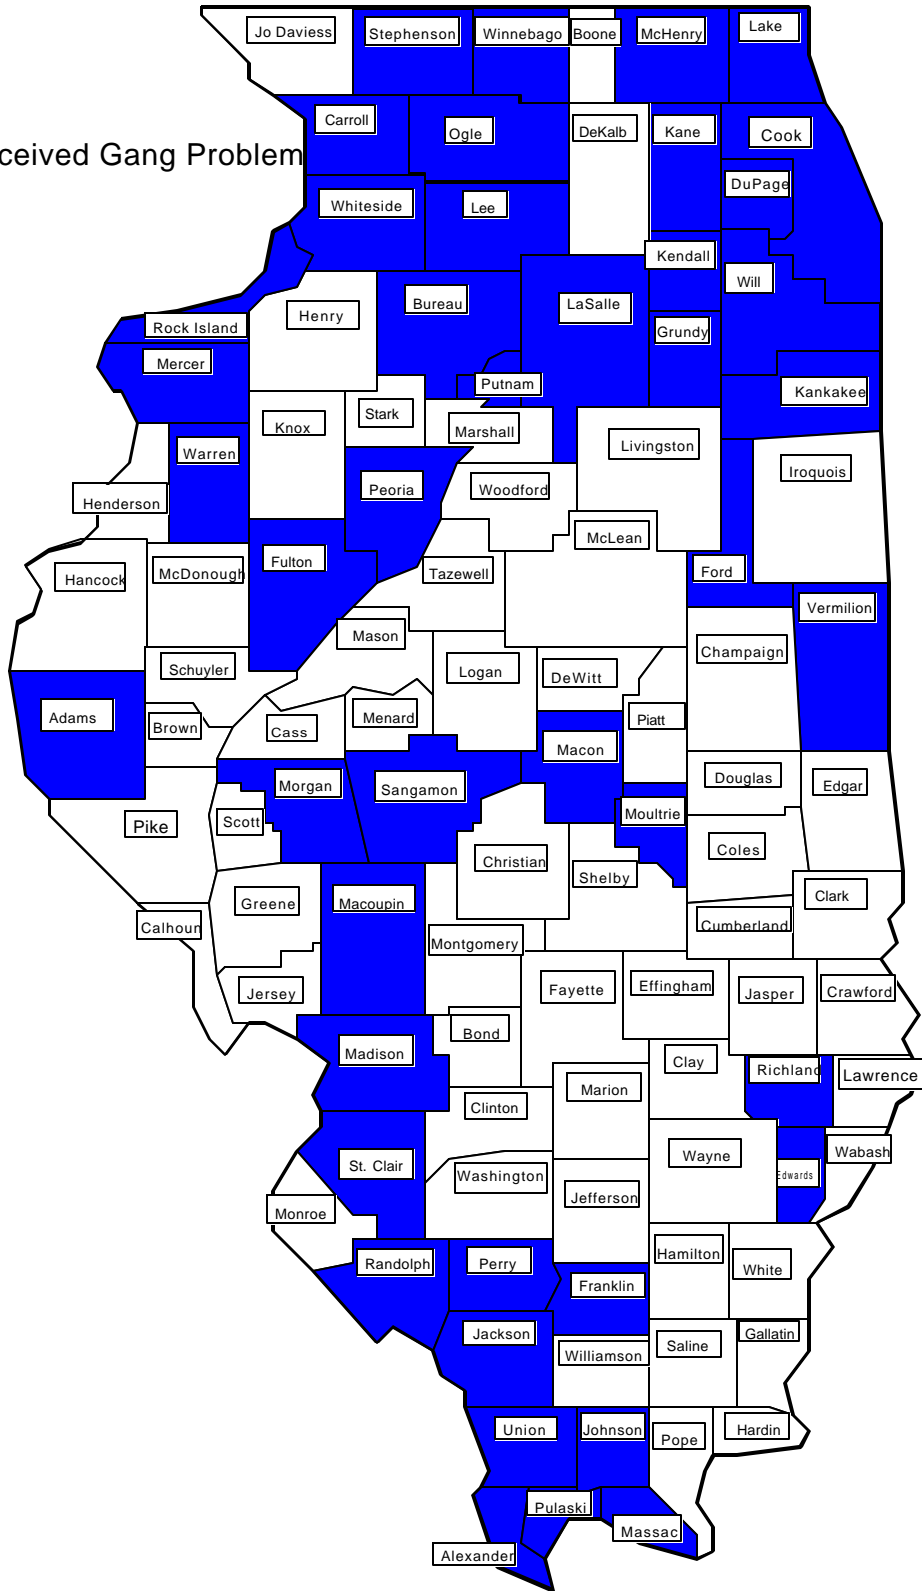 Jo Daviess
Stephenson
Winnebago
Boone
McHenry
Lake
Carroll
Ogle
DeKalb
Kane
Cook
ceived Gang Problem
DuPage
Whiteside
Lee
Kendall
Will
Bureau
LaSalle
Henry
Rock Island
Grundy
Mercer
Putnam
Kankakee
Stark
Knox
Marshall
Livingston
Warren
Iroquois
Peoria
Woodford
Henderson
McLean
Fulton
Ford
Hancock
McDonough
Tazewell
Vermilion
Mason
Champaign
Schuyler
Logan
DeWitt
Adams
Brown
Cass
Menard
Piatt
Macon
Douglas
Edgar
Morgan
Sangamon
Moultrie
Pike
Scott
Coles
Christian
Shelby
Clark
Greene
Macoupin
Cumberland
Calhoun
Montgomery
Jersey
Fayette
Effingham
Jasper
Crawford
Bond
Madison
Clay
Richland
Lawrence
Marion
Clinton
Wayne
Wabash
St. Clair
Washington
Edwards
Jefferson
Monroe
Hamilton
Randolph
Perry
White
Franklin
Jackson
Gallatin
Saline
Williamson
Union
Johnson
Pope
Hardin
Pulaski
Massac
Alexander